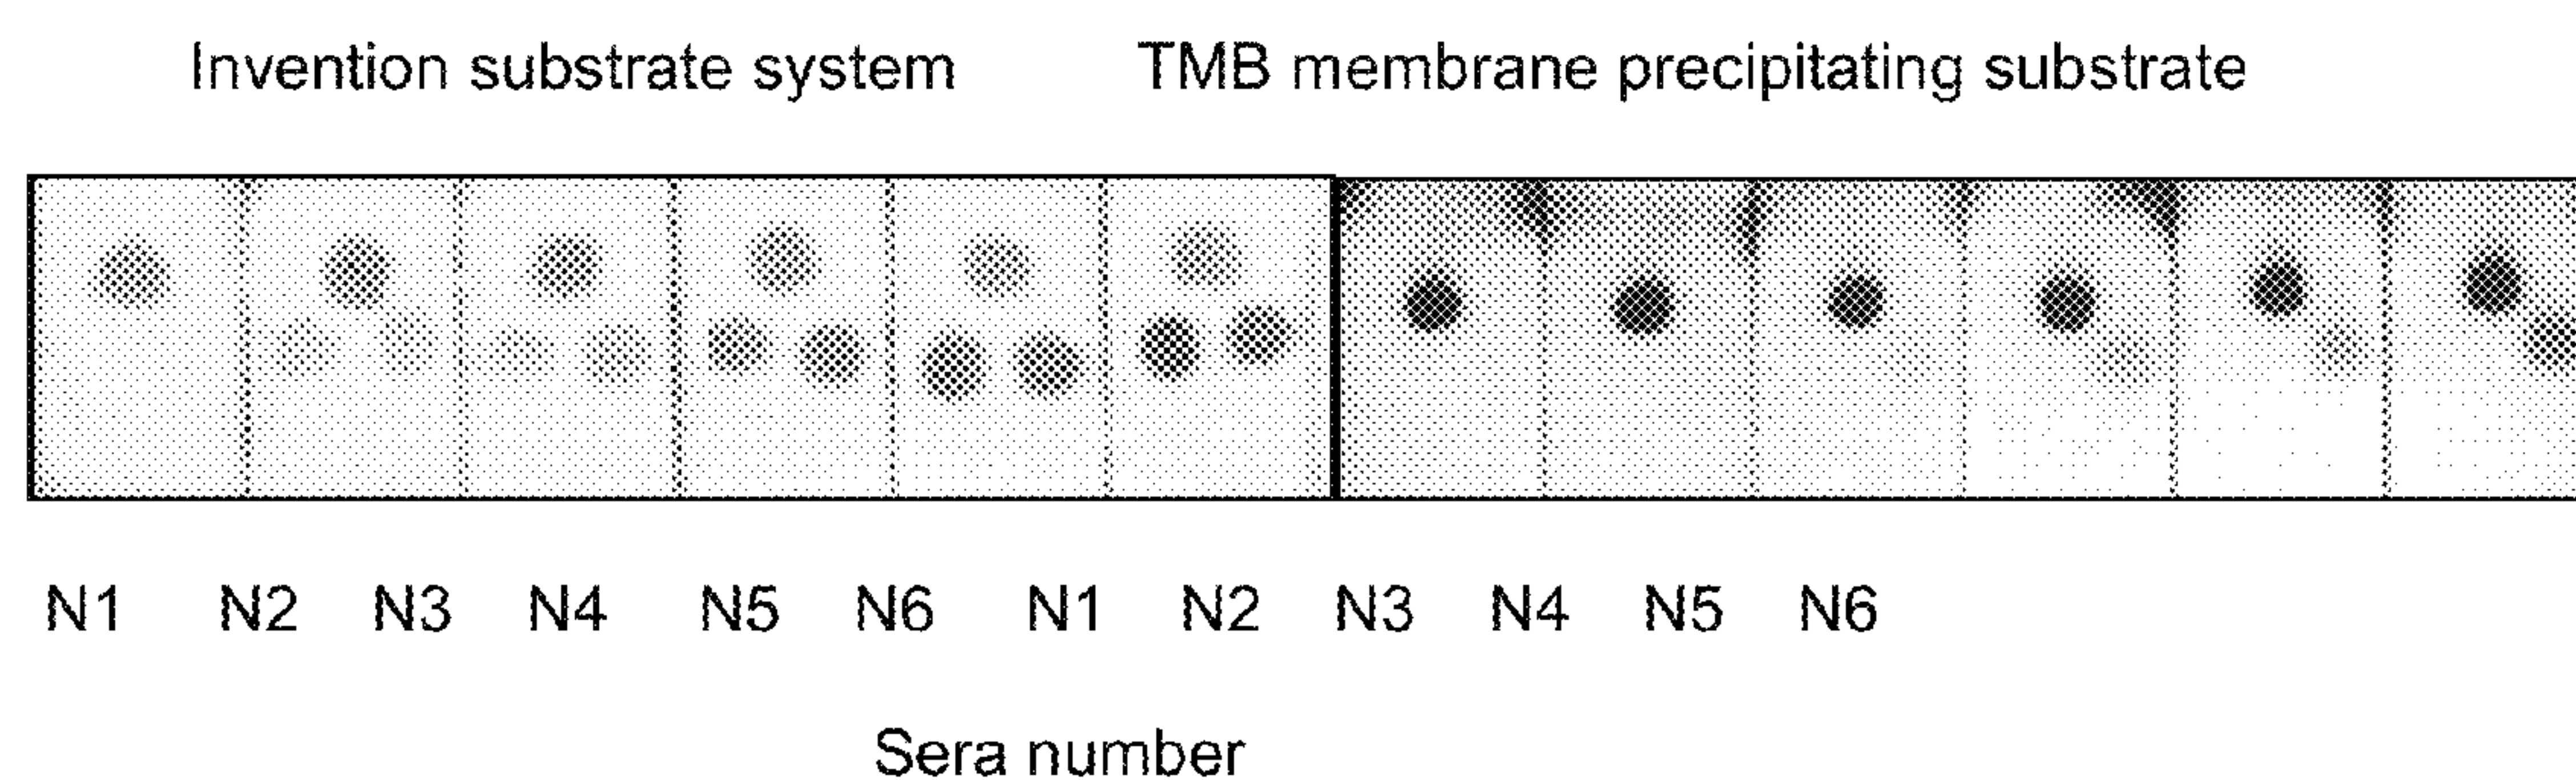 Invention substrate system TMB membrane precipitating substrate
N1 N2 N3 N4 N5 N6 N1 N2 N3 N4 N5 N6
Sera number